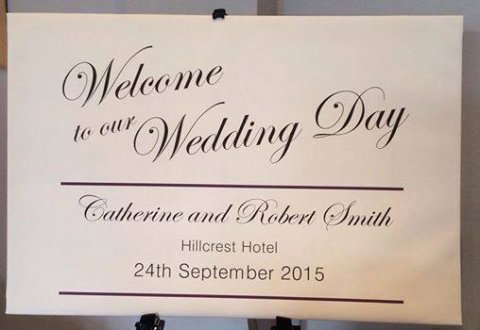 Welcome
to our Wedding Day
Catherine and Robert Smith
Hillcrest Hotel
24th September 2015